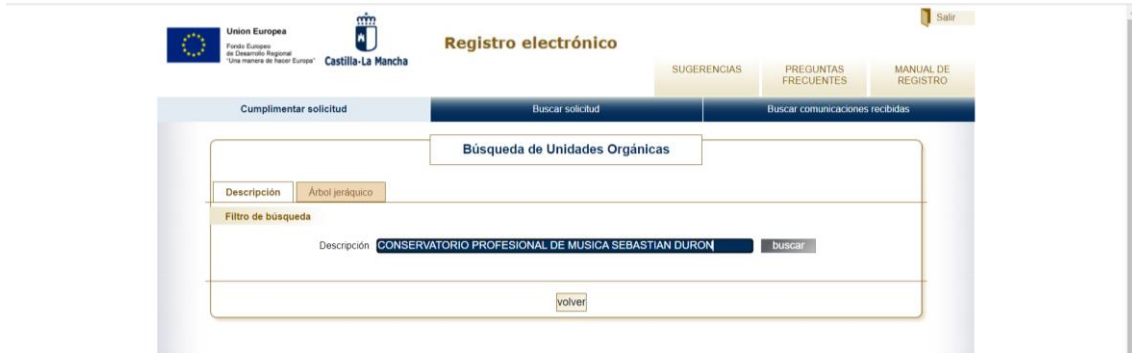 Salir
Union Europea
Fondo Europeo
de Desarrollo Regional
"Una manera de hacer Europa"
Castilla-La Mancha
Registro electrónico
SUGERENCIAS
PREGUNTAS
FRECUENTES
MANUAL DE
REGISTRO
Cumplimentar solicitud
Buscar solicitud
Buscar comunicaciones recibidas
Búsqueda de Unidades Orgánicas
Descripción
Árbol jeráquico
Filtro de búsqueda
Descripción CONSERVATORIO PROFESIONAL DE MUSICA SEBASTIAN DURON buscar
volver